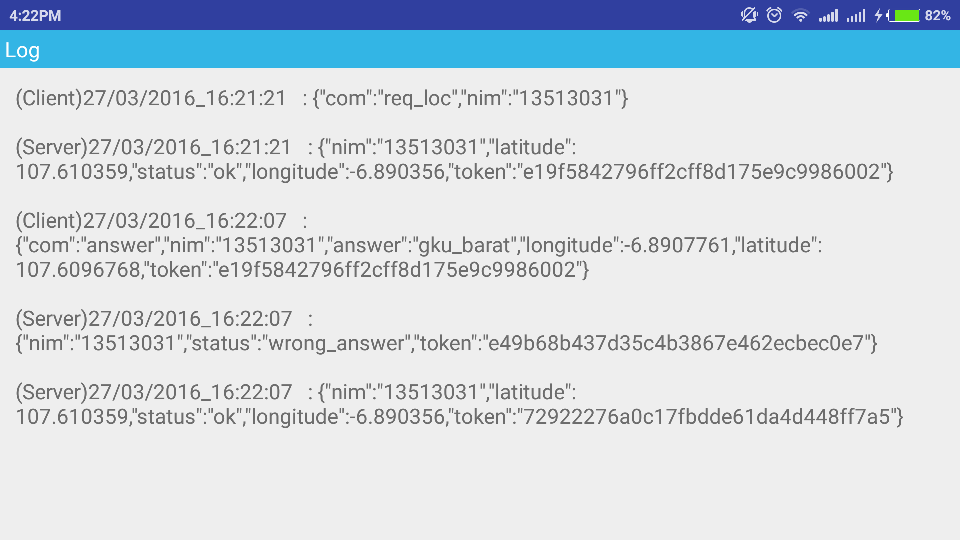 4:22PM 82%
Log
(Client)27/03/2016_16:21:21 : {"com":"req_loc","nim":"13513031"}
(Server)27/03/2016_16:21:21 : {"nim":"13513031","latitude":
107.610359,"status":"ok","longitude":-6.890356,"token":"e19f5842796ff2cff8d175e9c9986002"}
(Client)27/03/2016_16:22:07 :
{"com":"answer","nim":"13513031","answer":"gku_barat","longitude":-6.8907761,"latitude":
107.6096768,"token":"e19f5842796ff2cff8d175e9c9986002"}
(Server)27/03/2016_16:22:07 :
{"nim":"13513031","status":"wrong_answer","token":"e49b68b437d35c4b3867e462ecbec0e7"}
(Server)27/03/2016_16:22:07 : {"nim":"13513031","latitude":
107.610359,"status":"ok","longitude":-6.890356,"token":"72922276a0c17fbdde61da4d448ff7a5"}